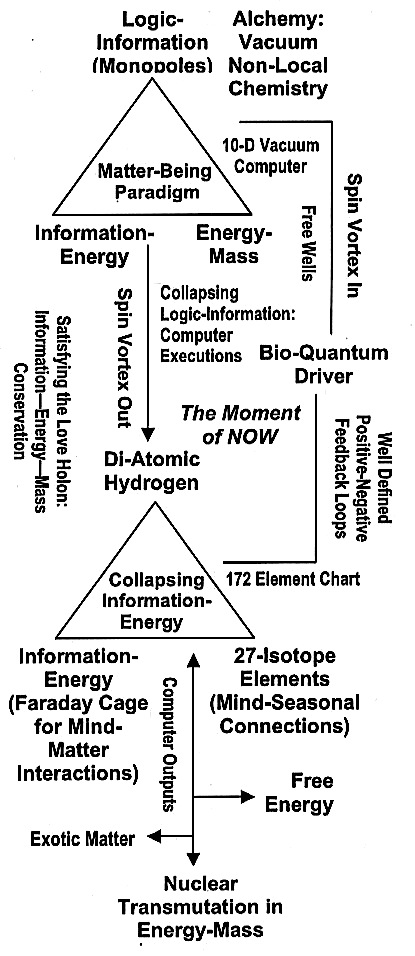 Logic-
Information
(Monopoles)
Alchemy:
Vacuum
Non-Local
Chemistry
Matter-Being
Paradigm
10-D Vacuum
Computer
Spin Vortex In
Free Wells
Information-
Energy
Energy-
Mass
Spin Vortex Out
Collapsing
Logic-Information:
Computer
Executions
Bio-Quantum
Driver
Satisfying the Love Holon:
Information—Energy—Mass
Conservation
The Moment
of NOW
Well Defined
Positive-Negative
Feedback Loops
Di-Atomic
Hydrogen
Collapsing
Information-
Energy
172 Element Chart
Information-
Energy
(Faraday Cage
for Mind-
Matter
Interactions)
Computer Outputs
27-Isotope
Elements
(Mind-Seasonal
Connections)
Free
Energy
Exotic Matter
Nuclear
Transmutation in
Energy-Mass